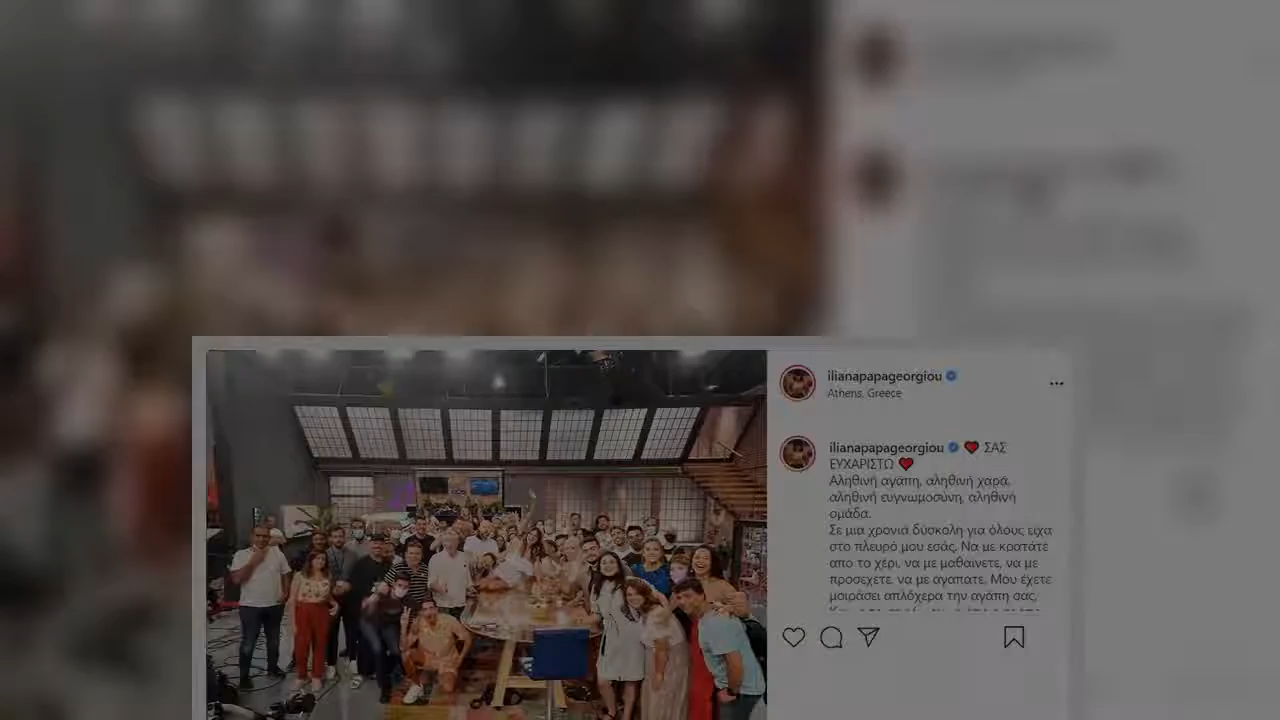 ilianapapageorgiou
Athens, Greece
ilianapapageorgiou ❤️ ΣΑΣ
ΕΥΧΑΡΙΣΤΩ ❤️
Αληθινή αγάπη, αληθινή χαρά,
αληθινή ευγνωμοσύνη, αληθινή
ομάδα.
Σε μια χρονιά δύσκολη για όλους είχα
στο πλευρό μου εσάς. Να με κρατάτε
απο το χέρι, να με μαθαίνετε, να με
προσέχετε, να με αγαπατε. Μου έχετε
μοιράσει απλόχερα την αγάπη σας,